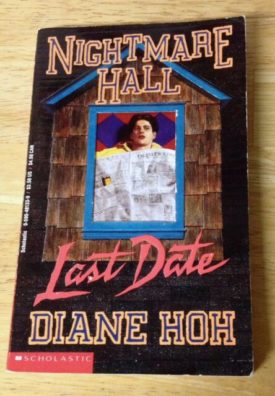 NIGHTMARE
HALL
Last Date
DIANE HOH
SCHOLASTIC